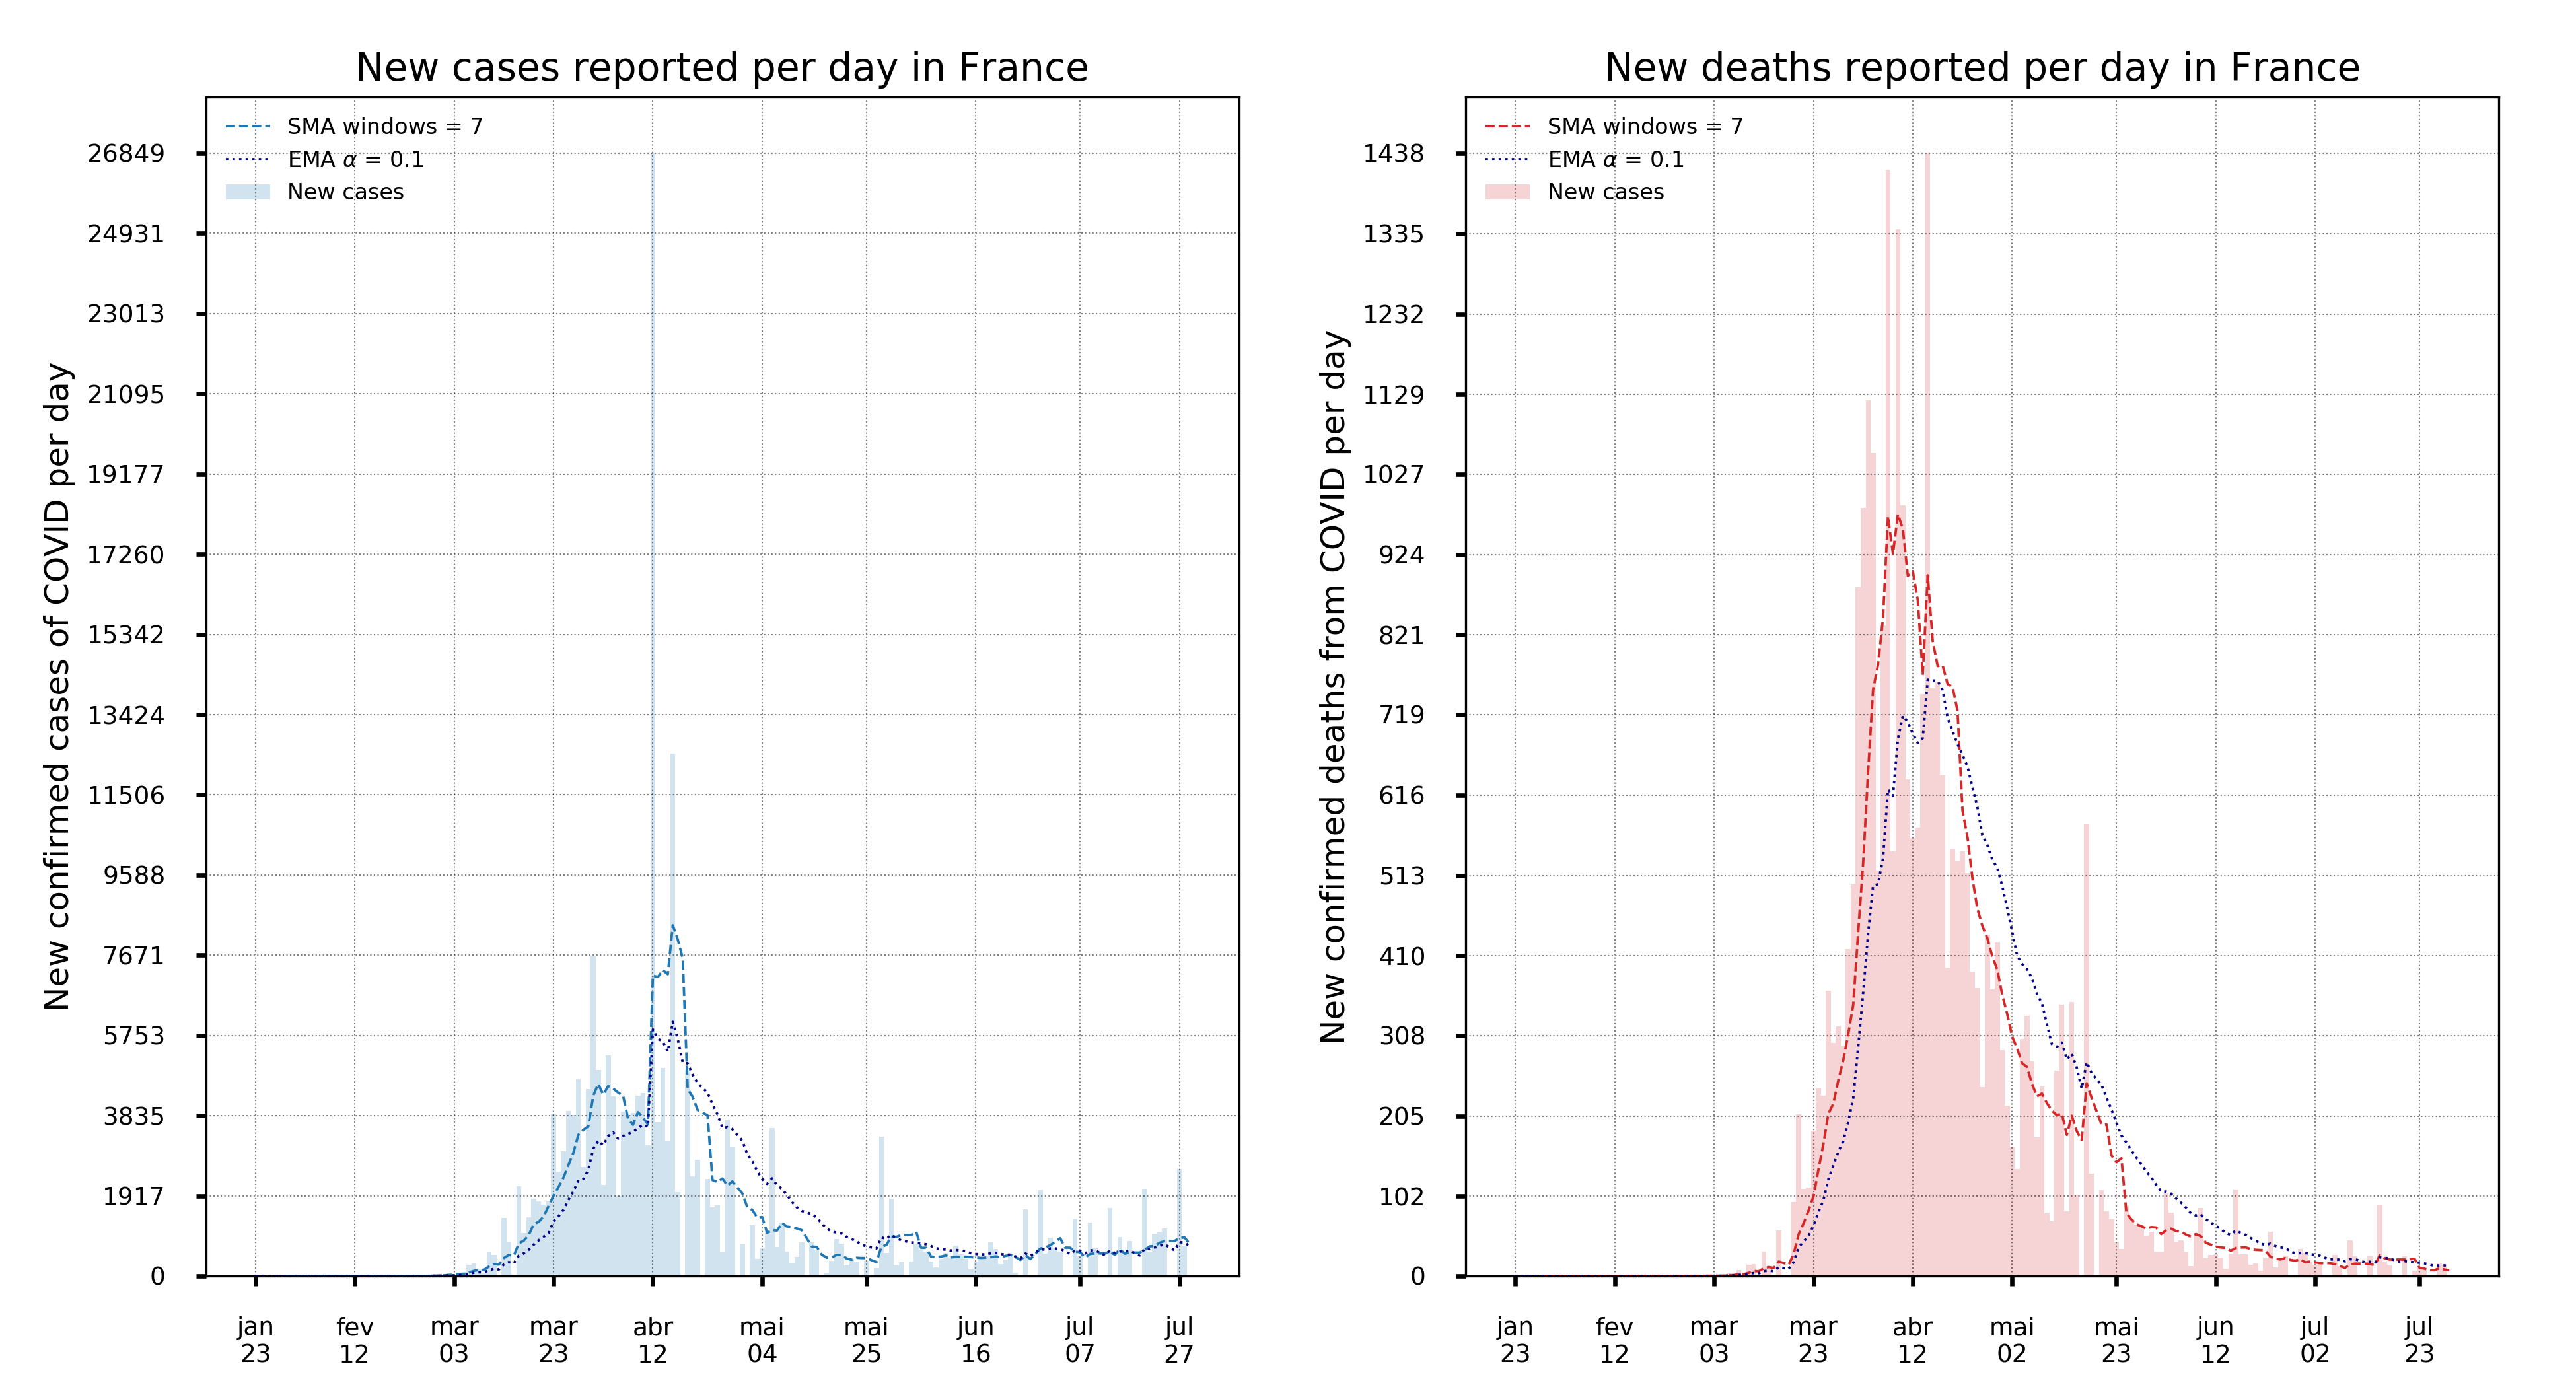 New cases reported per day in France
SMA windows = 7
EMA α = 0.1
New cases
New confirmed cases of COVID per day
26849
24931
23013
21095
19177
17260
15342
13424
11506
9588
7671
5753
3835
1917
0
jan
23
fev
12
mar
03
mar
23
abr
12
mai
04
mai
25
jun
16
jul
07
jul
27
New deaths reported per day in France
SMA windows = 7
EMA α = 0.1
New cases
New confirmed deaths from COVID per day
1438
1335
1232
1129
1027
924
821
719
616
513
410
308
205
102
0
jan
23
fev
12
mar
03
mar
23
abr
12
mai
02
mai
23
jun
12
jul
02
jul
23